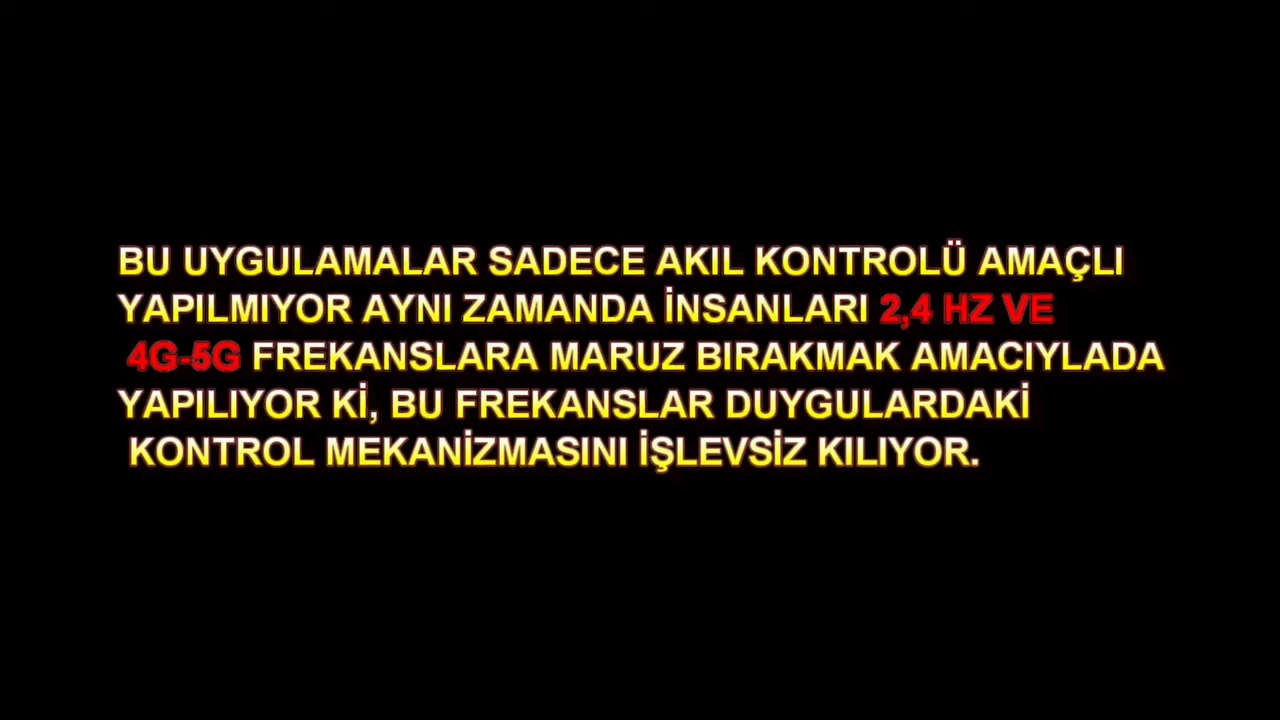 BU UYGULAMALAR SADECE AKIL KONTROLÜ AMAÇLI
YAPILMIYOR AYNI ZAMANDA İNSANLARI 2,4 HZ VE
4G-5G FREKANSLARA MARUZ BIRAKMAK AMACIYLADA
YAPILIYOR Kİ, BU FREKANSLAR DUYGULARDAKİ
KONTROL MEKANİZMASINI İŞLEVSİZ KILIYOR.